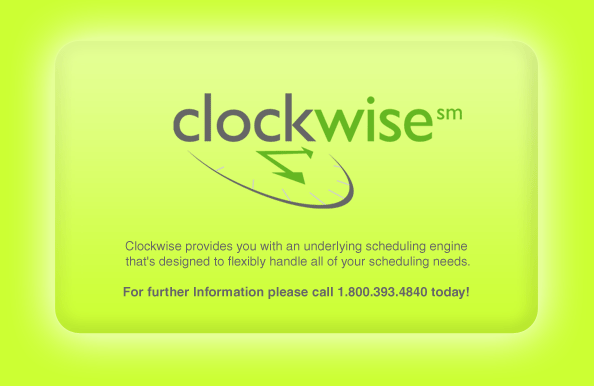 clockwise sm
Clockwise provides you with an underlying scheduling engine
that's designed to flexibly handle all of your scheduling needs.
For further Information please call 1.800.393.4840 today!